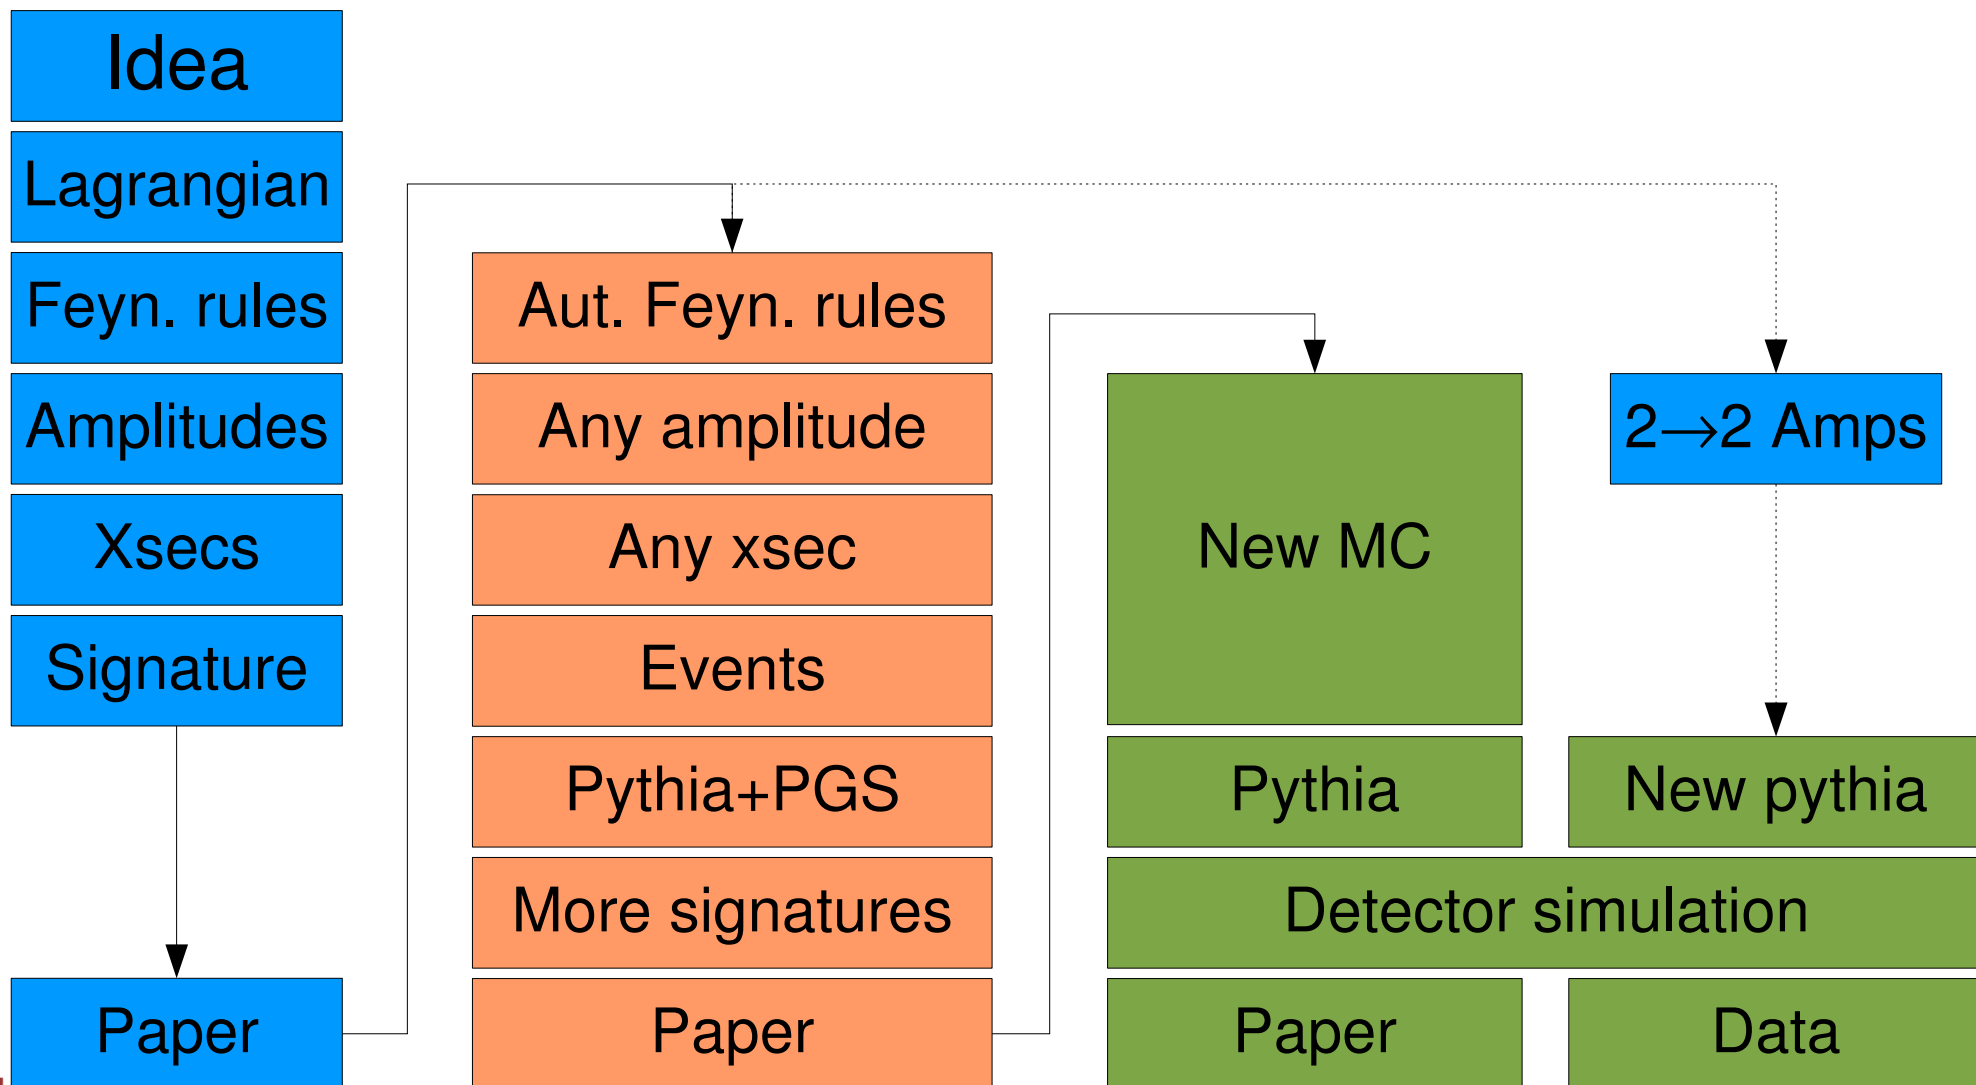 Idea
Lagrangian
Feyn. rules
Amplitudes
Xsecs
Signature
Paper
Aut. Feyn. rules
Any amplitude
Any xsec
Events
Pythia+PGS
More signatures
Paper
New MC
Pythia
2→2 Amps
New pythia
Detector simulation
Paper
Data